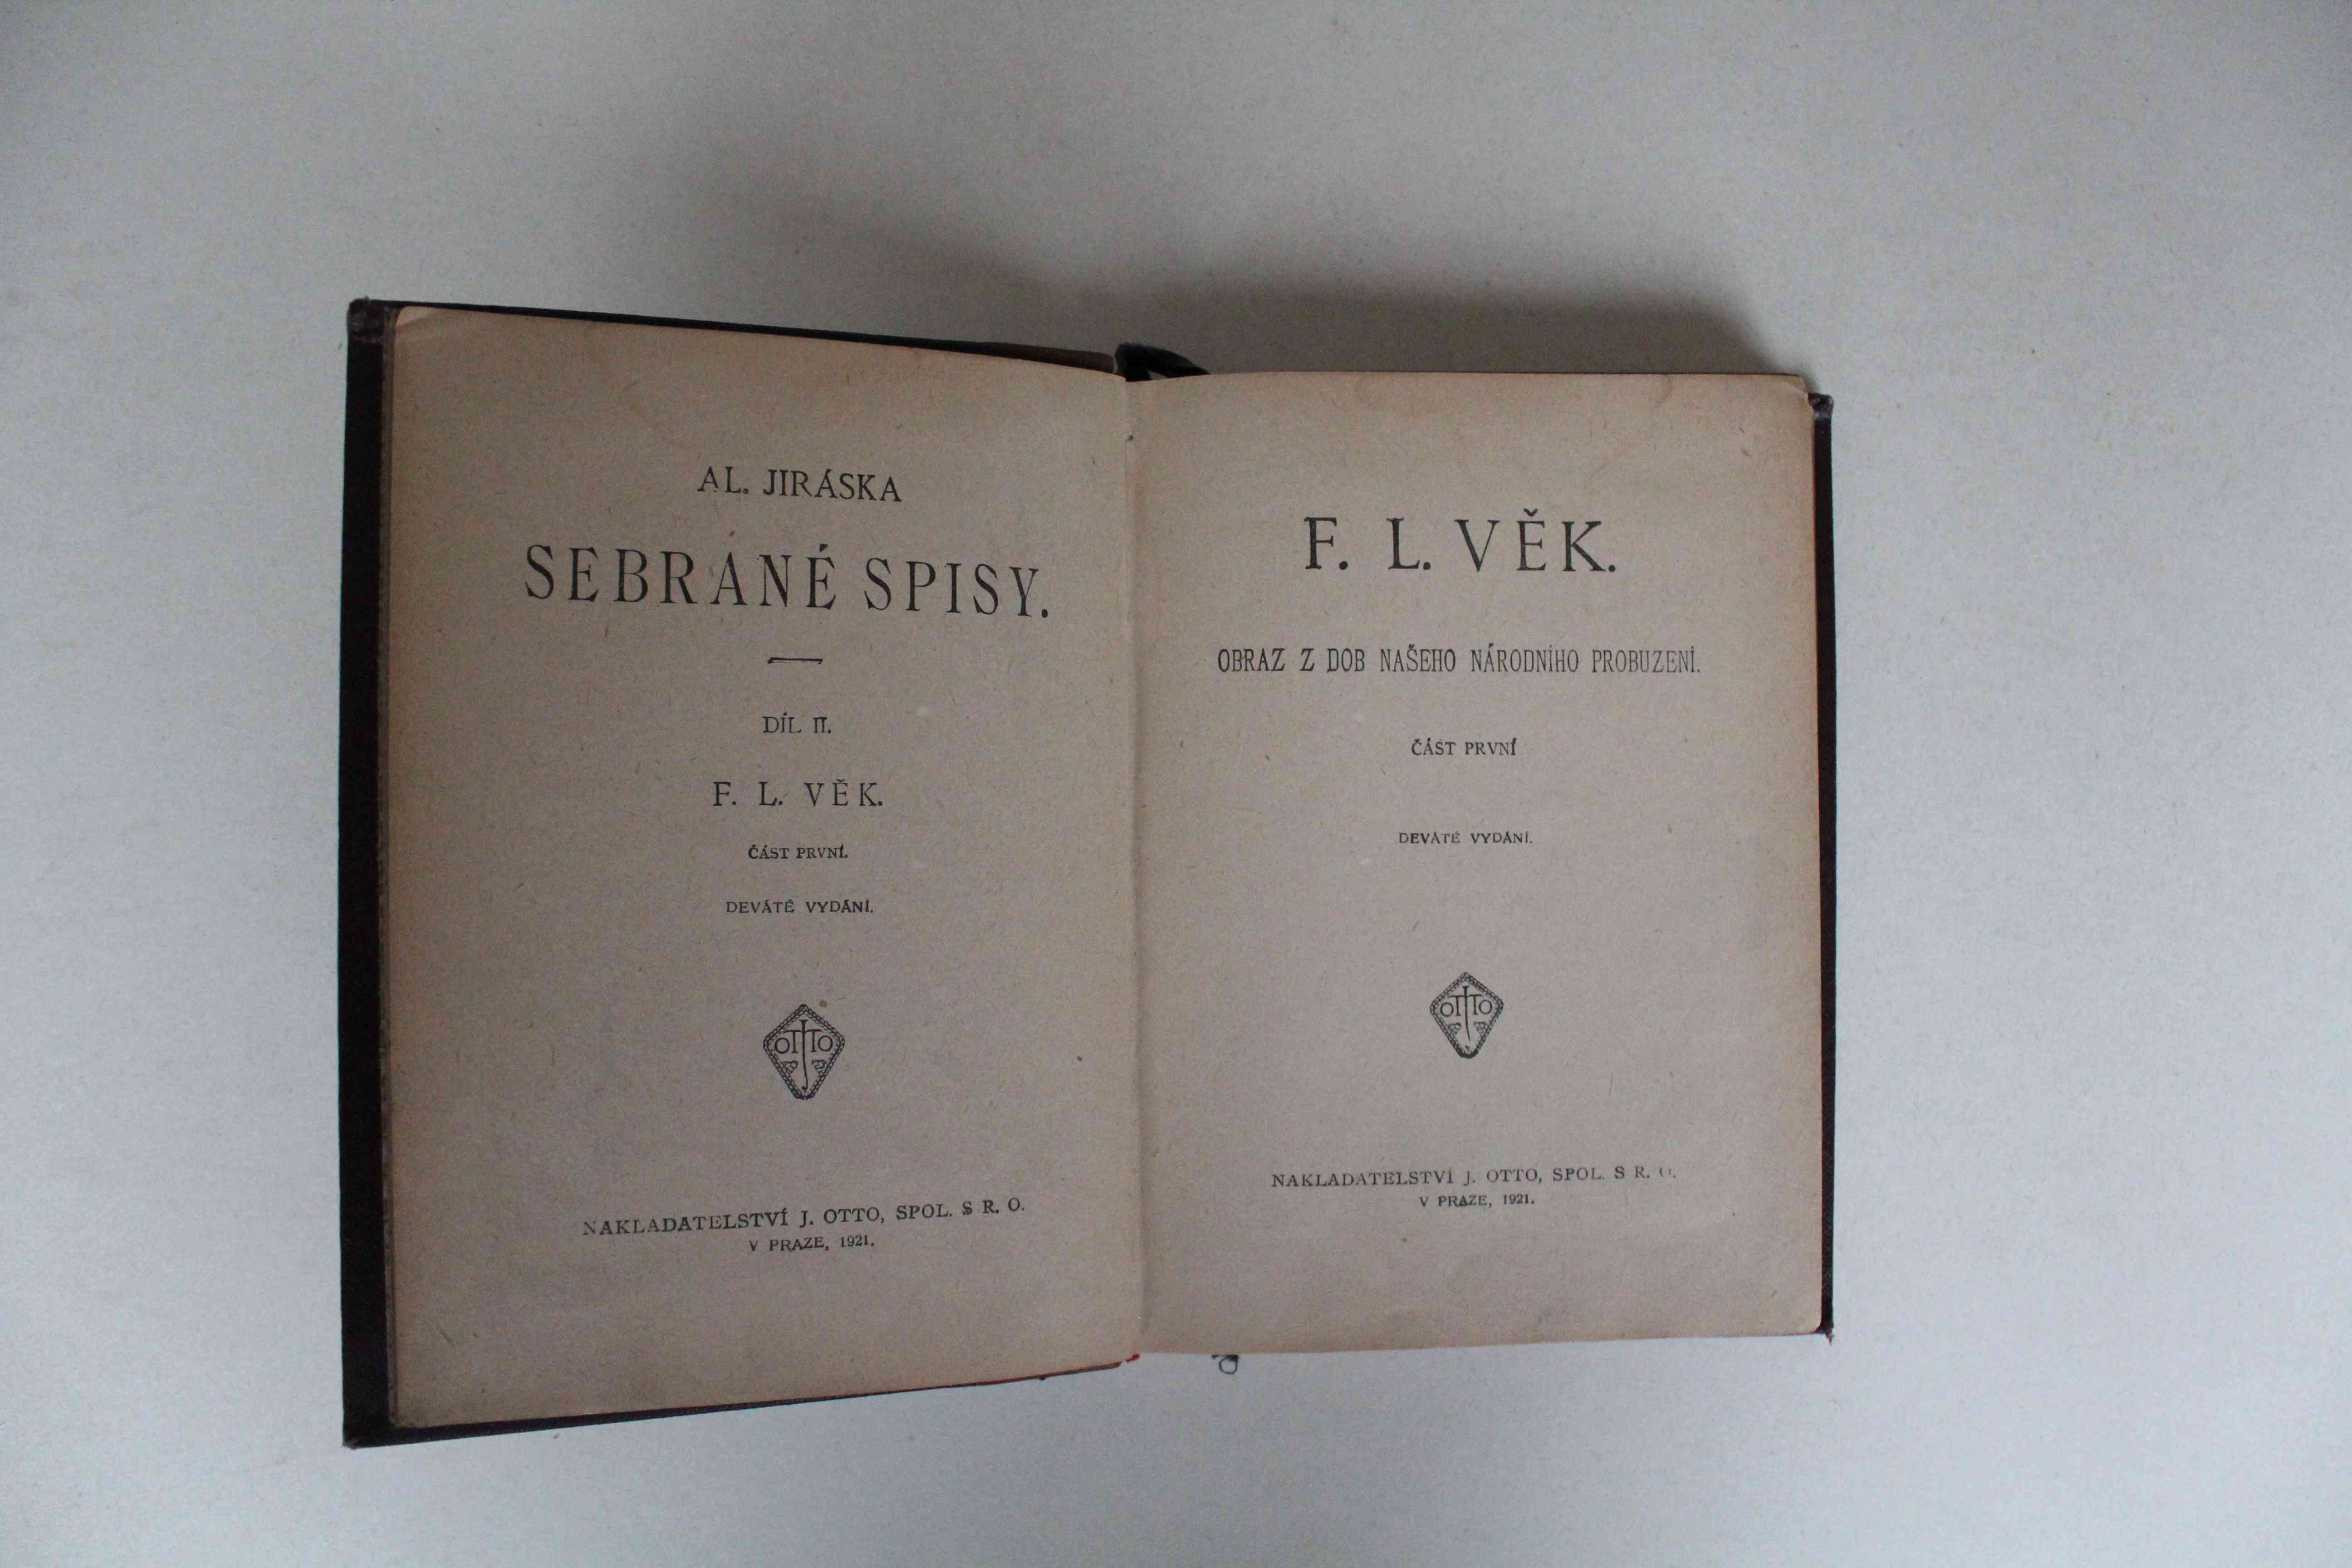 AL. JIRÁSKA
SEBRANÉ SPISY.
DÍL II.
F. L. VĚK.
ČÁST PRVNÍ.
DEVÁTÉ VYDÁNÍ.
OTTO
NAKLADATELSTVÍ J. OTTO, SPOL. S R. O.
V PRAZE, 1921.
F. L. VĚK.
OBRAZ Z DOB NAŠEHO NÁRODNÍHO PROBUZENÍ.
ČÁST PRVNÍ
DEVÁTÉ VYDÁNÍ.
OTTO
NAKLADATELSTVÍ J. OTTO, SPOL. S R. O.
V PRAZE, 1921.